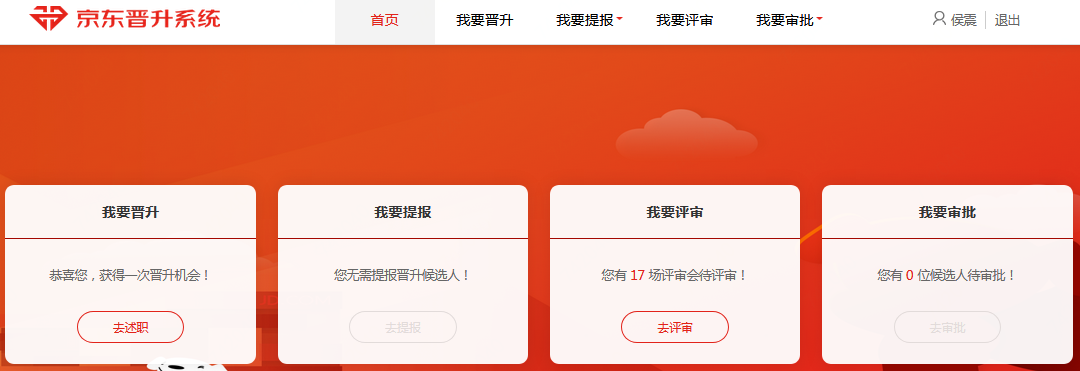 京东晋升系统
首页
我要晋升
我要提报
我要评审
我要审批
侯震
退出
我要晋升
恭喜您，获得一次晋升机会！
去述职
我要提报
您无需提报晋升候选人！
去提报
我要评审
您有 17 场评审会待评审！
去评审
我要审批
您有 0 位候选人待审批！
去审批